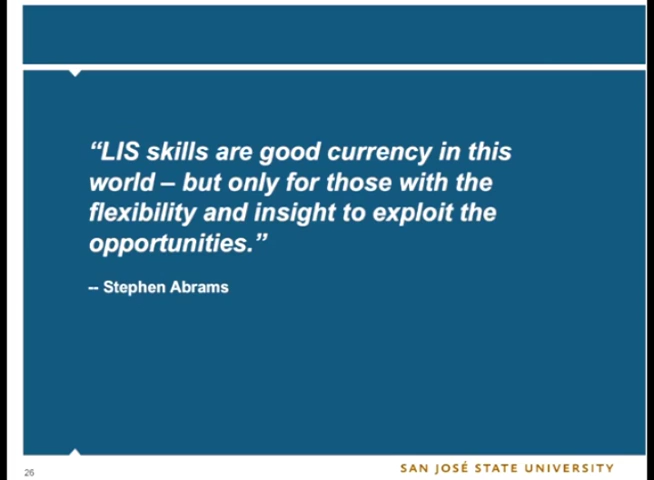 “LIS skills are good currency in this
world – but only for those with the
flexibility and insight to exploit the
opportunities.”
-- Stephen Abrams
26
SAN JOSÉ STATE UNIVERSITY